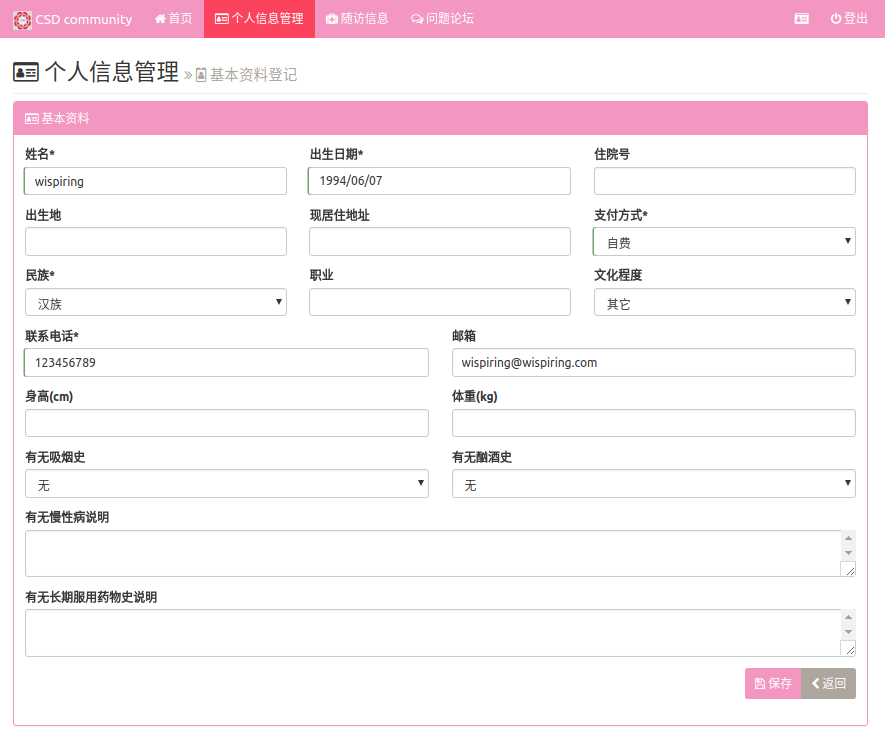 CSD community 首页 个人信息管理 随访信息 问题论坛 登出
个人信息管理 » 基本资料登记
基本资料
姓名* 出生日期* 住院号
wispiring 1994/06/07
出生地 现居住地址 支付方式*
自费
民族* 职业 文化程度
汉族 其它
联系电话* 邮箱
123456789 wispiring@wispiring.com
身高(cm) 体重(kg)
有无吸烟史 有无酗酒史
无 无
有无慢性病说明
有无长期服用药物史说明
保存 返回